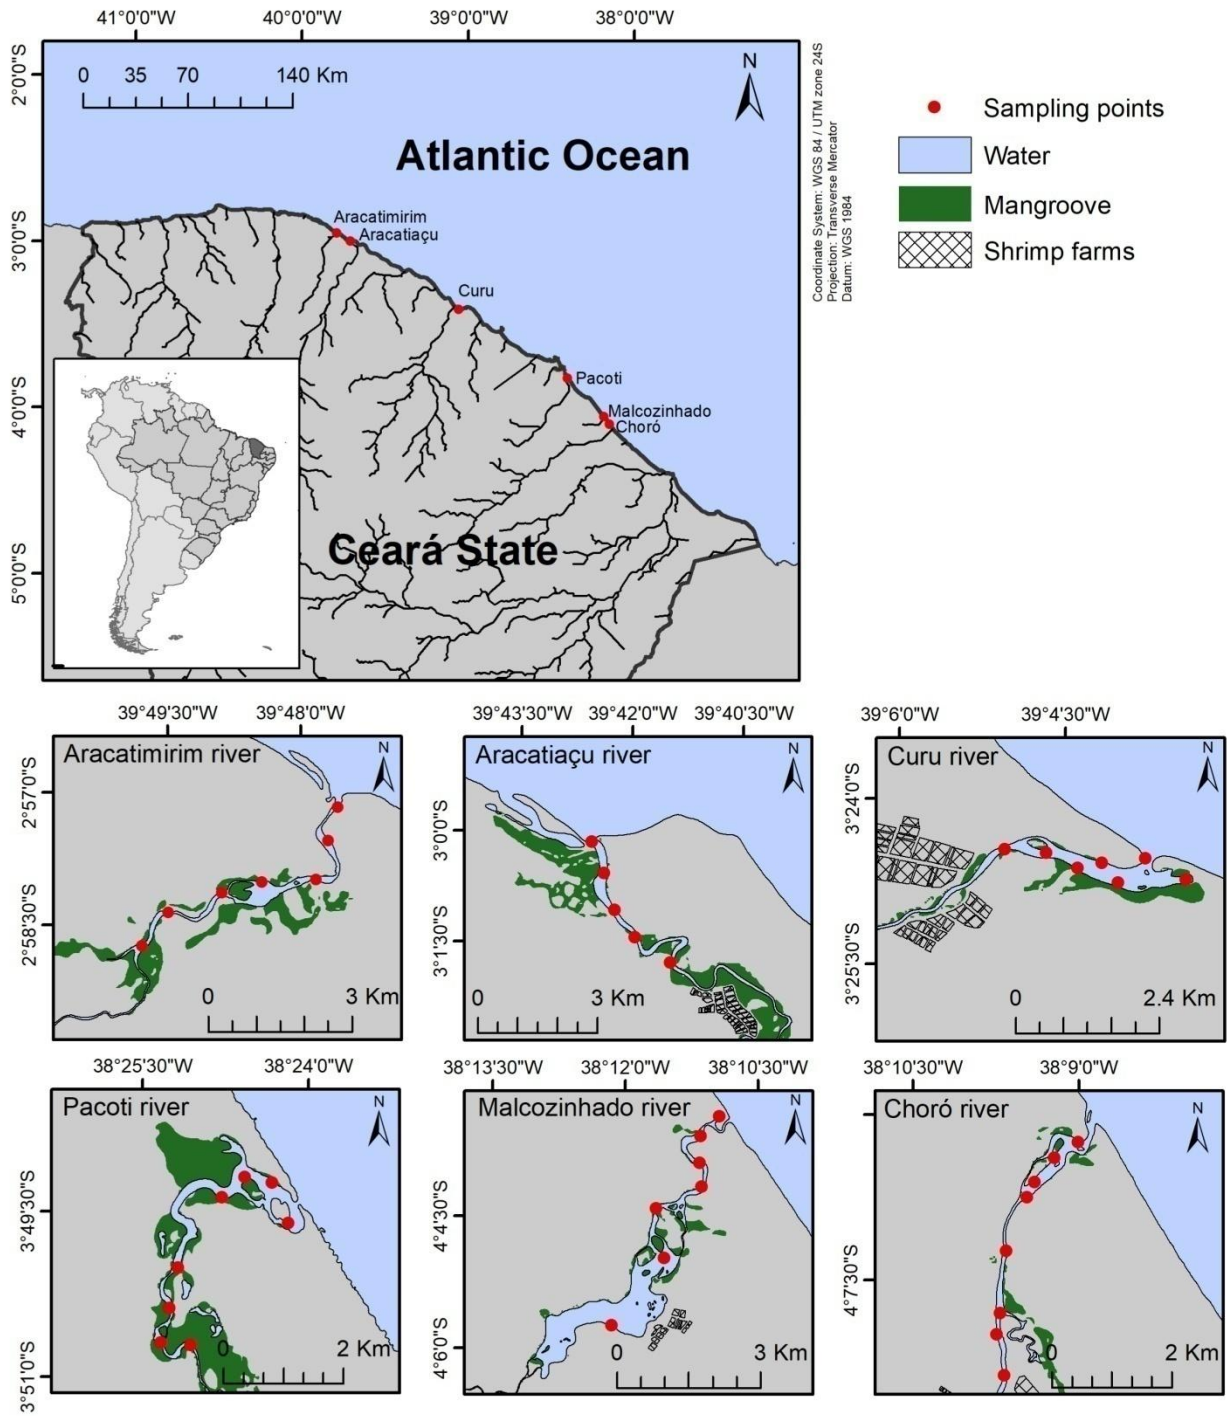 41°0'0"W 40°0'0"W 39°0'0"W 38°0'0"W
2°0'0"S
3°0'0"S
4°0'0"S
5°0'0"S
0 35 70 140 Km
N
Atlantic Ocean
Aracatimirim
Aracatiaçu
Curu
Pacoti
Malcozinhado
Choró
Ceará State
Coordinate System: WGS 84 / UTM zone 24S
Projection: Transverse Mercator
Datum: WGS 1984
Sampling points
Water
Mangroove
Shrimp farms
39°49'30"W 39°48'0"W
Aracatimirim river
N
2°57'0"S
2°58'30"S
0 3 Km
39°43'30"W 39°42'0"W 39°40'30"W
Aracatiaçu river
N
3°0'0"S
3°1'30"S
0 3 Km
39°6'0"W 39°4'30"W
Curu river
N
3°24'0"S
3°25'30"S
0 2.4 Km
38°25'30"W 38°24'0"W
Pacoti river
N
3°49'30"S
3°51'0"S
0 2 Km
38°13'30"W 38°12'0"W 38°10'30"W
Malcozinhado river
N
4°4'30"S
4°6'0"S
0 3 Km
38°10'30"W 38°9'0"W
Choró river
N
4°7'30"S
0 2 Km